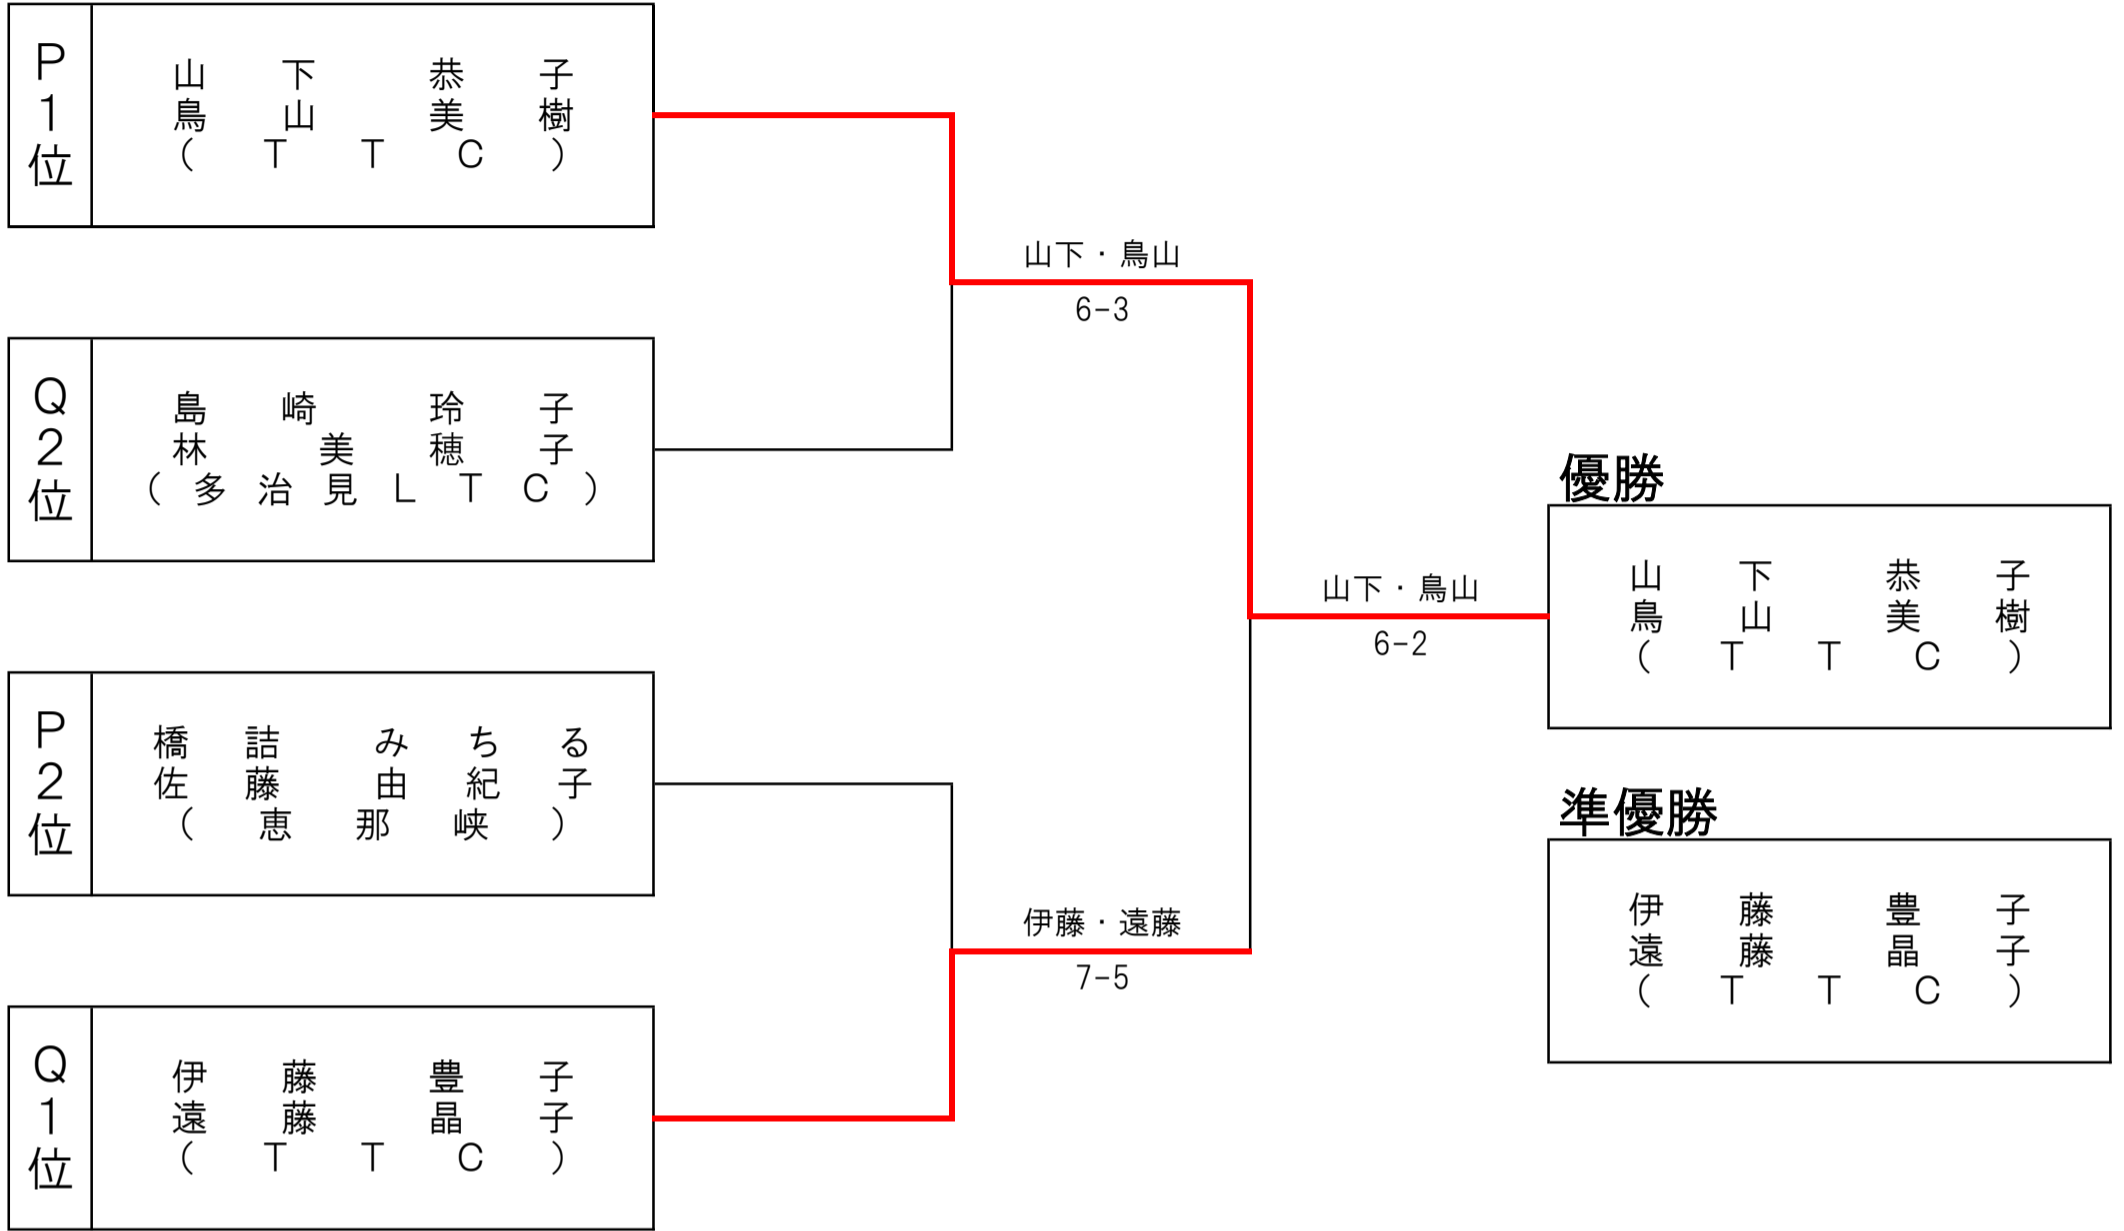 P1位
山下 恭子
鳥山 美樹
(TTC)
山下・鳥山
6-3
Q2位
島崎 玲子
林 美穂子
(多治見LTC)
優勝
山下 恭子
鳥山 美樹
(TTC)
山下・鳥山
6-2
P2位
橋詰 みちる
佐藤 由紀子
(恵那峡)
準優勝
伊藤 豊子
遠藤 晶子
(TTC)
伊藤・遠藤
7-5
Q1位
伊藤 豊子
遠藤 晶子
(TTC)